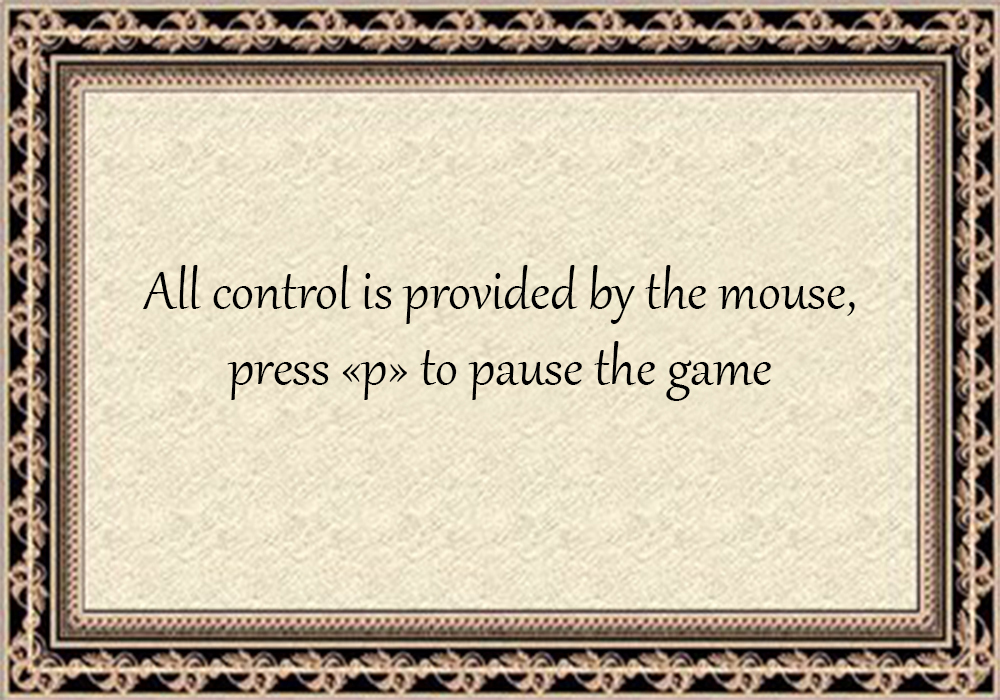 All control is provided by the mouse,
press «p» to pause the game